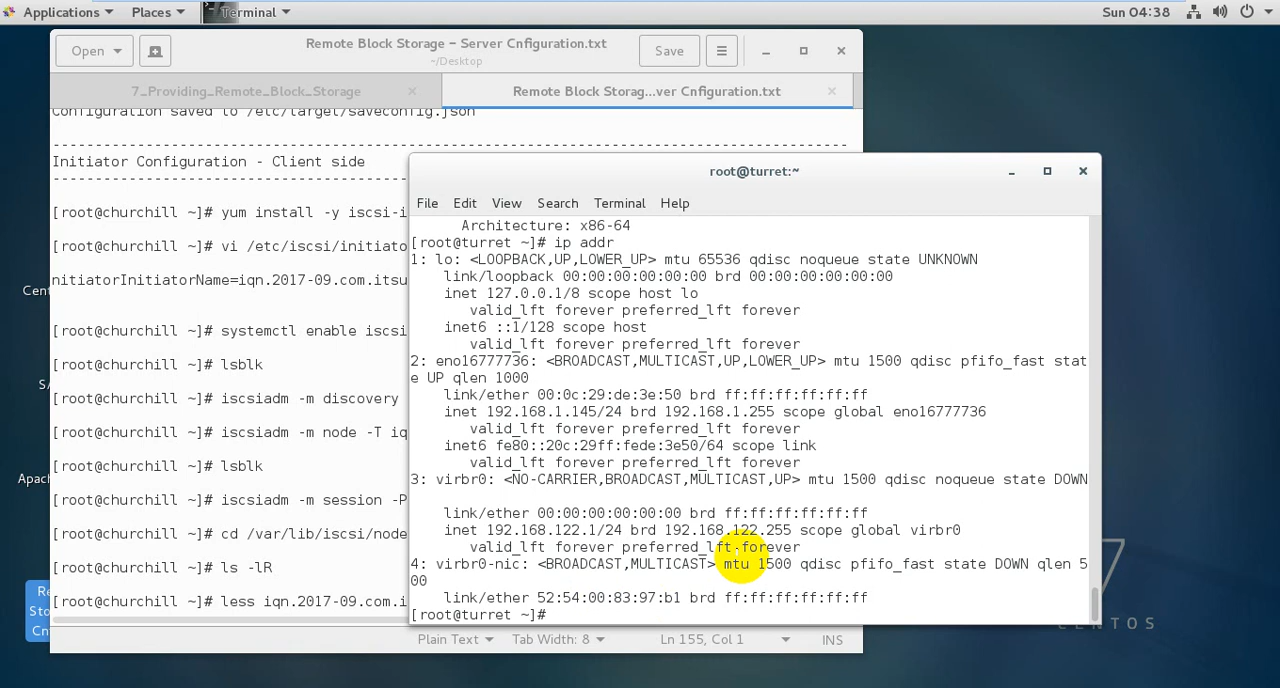 Applications Places Terminal Sun 04:38
Open Remote Block Storage – Server Cnfiguration.txt Save
~/Desktop
7_Providing_Remote_Block_Storage Remote Block Storag...ver Cnfiguration.txt
Configuration saved to /etc/target/saveconfig.json
Initiator Configuration - Client side
[root@churchill ~]# yum install -y iscsi-i
[root@churchill ~]# vi /etc/iscsi/initiato
nitiatorInitiatorName=iqn.2017-09.com.itsu
[root@churchill ~]# systemctl enable iscsi
[root@churchill ~]# lsblk
[root@churchill ~]# iscsiadm -m discovery
[root@churchill ~]# iscsiadm -m node -T iq
[root@churchill ~]# lsblk
[root@churchill ~]# iscsiadm -m session -P
[root@churchill ~]# cd /var/lib/iscsi/node
[root@churchill ~]# ls -lR
[root@churchill ~]# less iqn.2017-09.com.i
Plain Text Tab Width: 8 Ln 155, Col 1 INS
root@turret:~
File Edit View Search Terminal Help
Architecture: x86-64
[root@turret ~]# ip addr
1: lo: <LOOPBACK,UP,LOWER_UP> mtu 65536 qdisc noqueue state UNKNOWN
link/loopback 00:00:00:00:00:00 brd 00:00:00:00:00:00
inet 127.0.0.1/8 scope host lo
valid_lft forever preferred_lft forever
inet6 ::1/128 scope host
valid_lft forever preferred_lft forever
2: eno16777736: <BROADCAST,MULTICAST,UP,LOWER_UP> mtu 1500 qdisc pfifo_fast stat
e UP qlen 1000
link/ether 00:0c:29:de:3e:50 brd ff:ff:ff:ff:ff:ff
inet 192.168.1.145/24 brd 192.168.1.255 scope global eno16777736
valid_lft forever preferred_lft forever
inet6 fe80::20c:29ff:fede:3e50/64 scope link
valid_lft forever preferred_lft forever
3: virbr0: <NO-CARRIER,BROADCAST,MULTICAST,UP> mtu 1500 qdisc noqueue state DOWN
link/ether 00:00:00:00:00:00 brd ff:ff:ff:ff:ff:ff
inet 192.168.122.1/24 brd 192.168.122.255 scope global virbr0
valid_lft forever preferred_lft forever
4: virbr0-nic: <BROADCAST,MULTICAST> mtu 1500 qdisc pfifo_fast state DOWN qlen 5
00
link/ether 52:54:00:83:97:b1 brd ff:ff:ff:ff:ff:ff
[root@turret ~]#
Cent
S/
Apach
Re
Sto
Cn
7
CENTOS